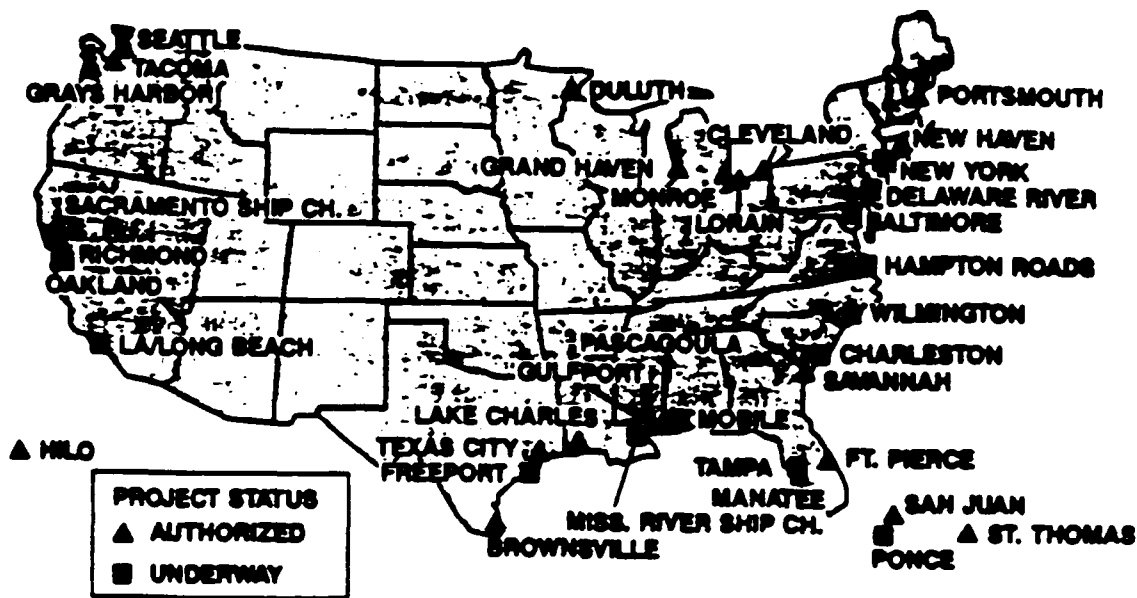 SEATTLE
TACOMA
GRAYS HARBOR
DULUTH
PORTSMOUTH
CLEVELAND
NEW HAVEN
GRAND HAVEN
NEW YORK
MONROE
DELAWARE RIVER
LORAIN
BALTIMORE
SACRAMENTO SHIP CH.
RICHMOND
OAKLAND
HAMPTON ROADS
WILMINGTON
LA/LONG BEACH
PASCAGOULA
CHARLESTON
GULFPORT
SAVANNAH
LAKE CHARLES
MOBILE
HILO
TEXAS CITY
FREEPORT
TAMPA
FT. PIERCE
MANATEE
MISS. RIVER SHIP CH.
BROWNSVILLE
SAN JUAN
ST. THOMAS
PONCE
PROJECT STATUS
AUTHORIZED
UNDERWAY